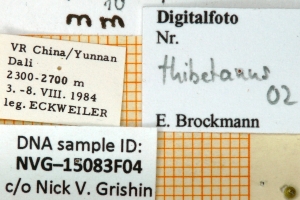 10
mm
Digitalfoto
Nr.
thibetanus
02
E. Brockmann
VR China/Yunnan
Dali
2300-2700 m
3. -8. VIII. 1984
leg. ECKWEILER
DNA sample ID:
NVG–15083F04
c/o Nick V. Grishin